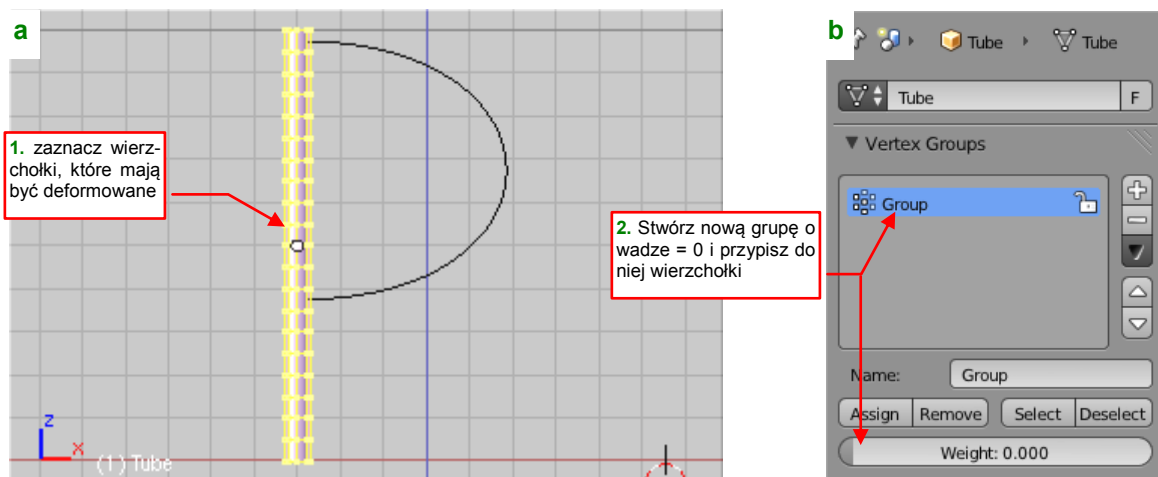 a
1. zaznacz wierz-
chołki, które mają
być deformowane
z
x
(1) Tube
b
Tube
Tube
Tube
F
Vertex Groups
Group
2. Stwórz nową grupę o
wadze = 0 i przypisz do
niej wierzchołki
Name:
Group
Assign
Remove
Select
Deselect
Weight: 0.000